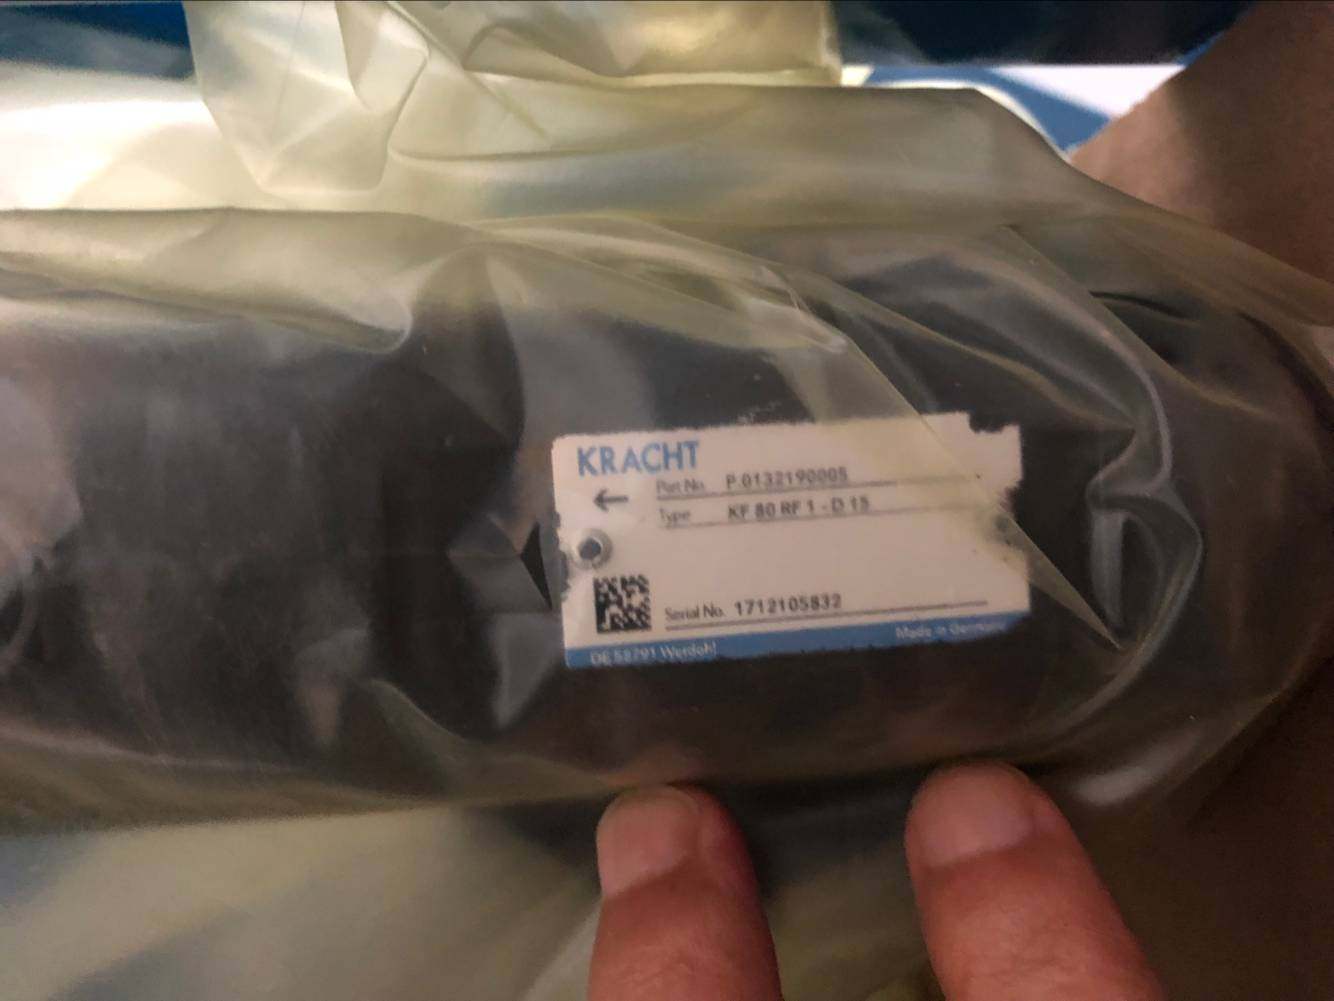 KRACHT
← Part No. P.0132190005
Type KF 80 RF 1 - D 15
Serial No. 1712105832
DE 58791 Werdohl
Made in Germany